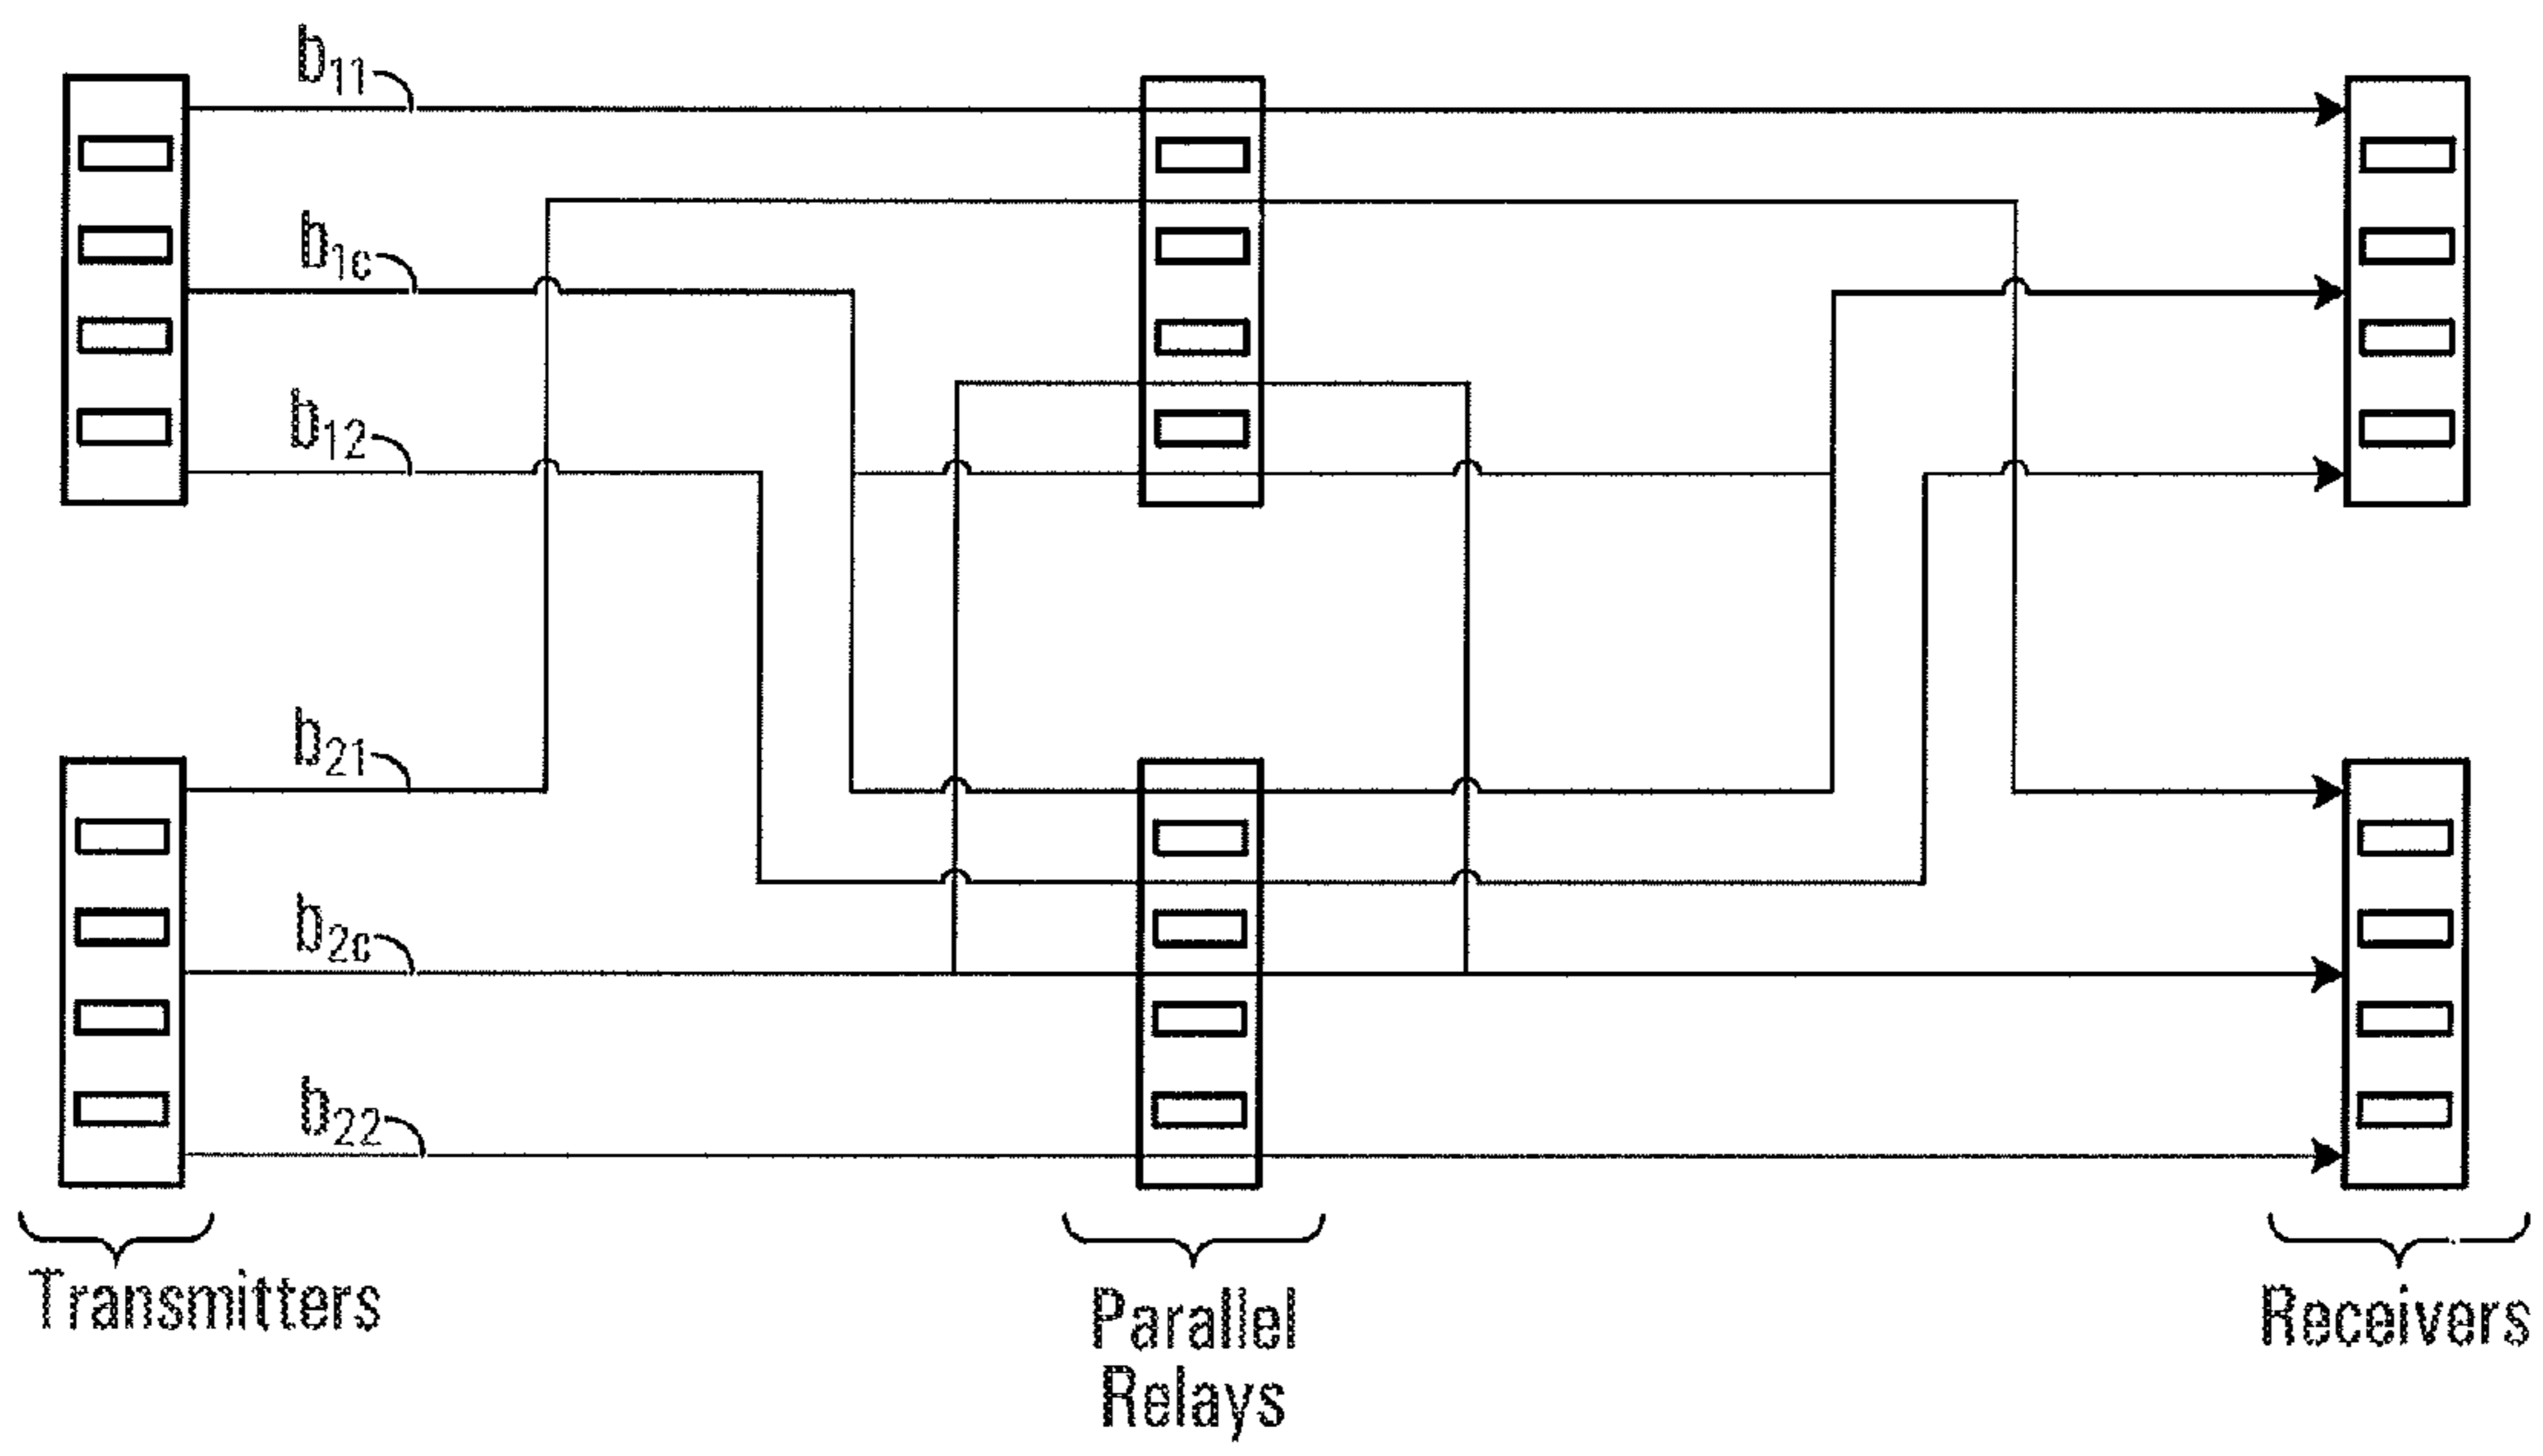 b11
b1c
b12
b21
b2c
b22
Transmitters
Parallel
Relays
Receivers